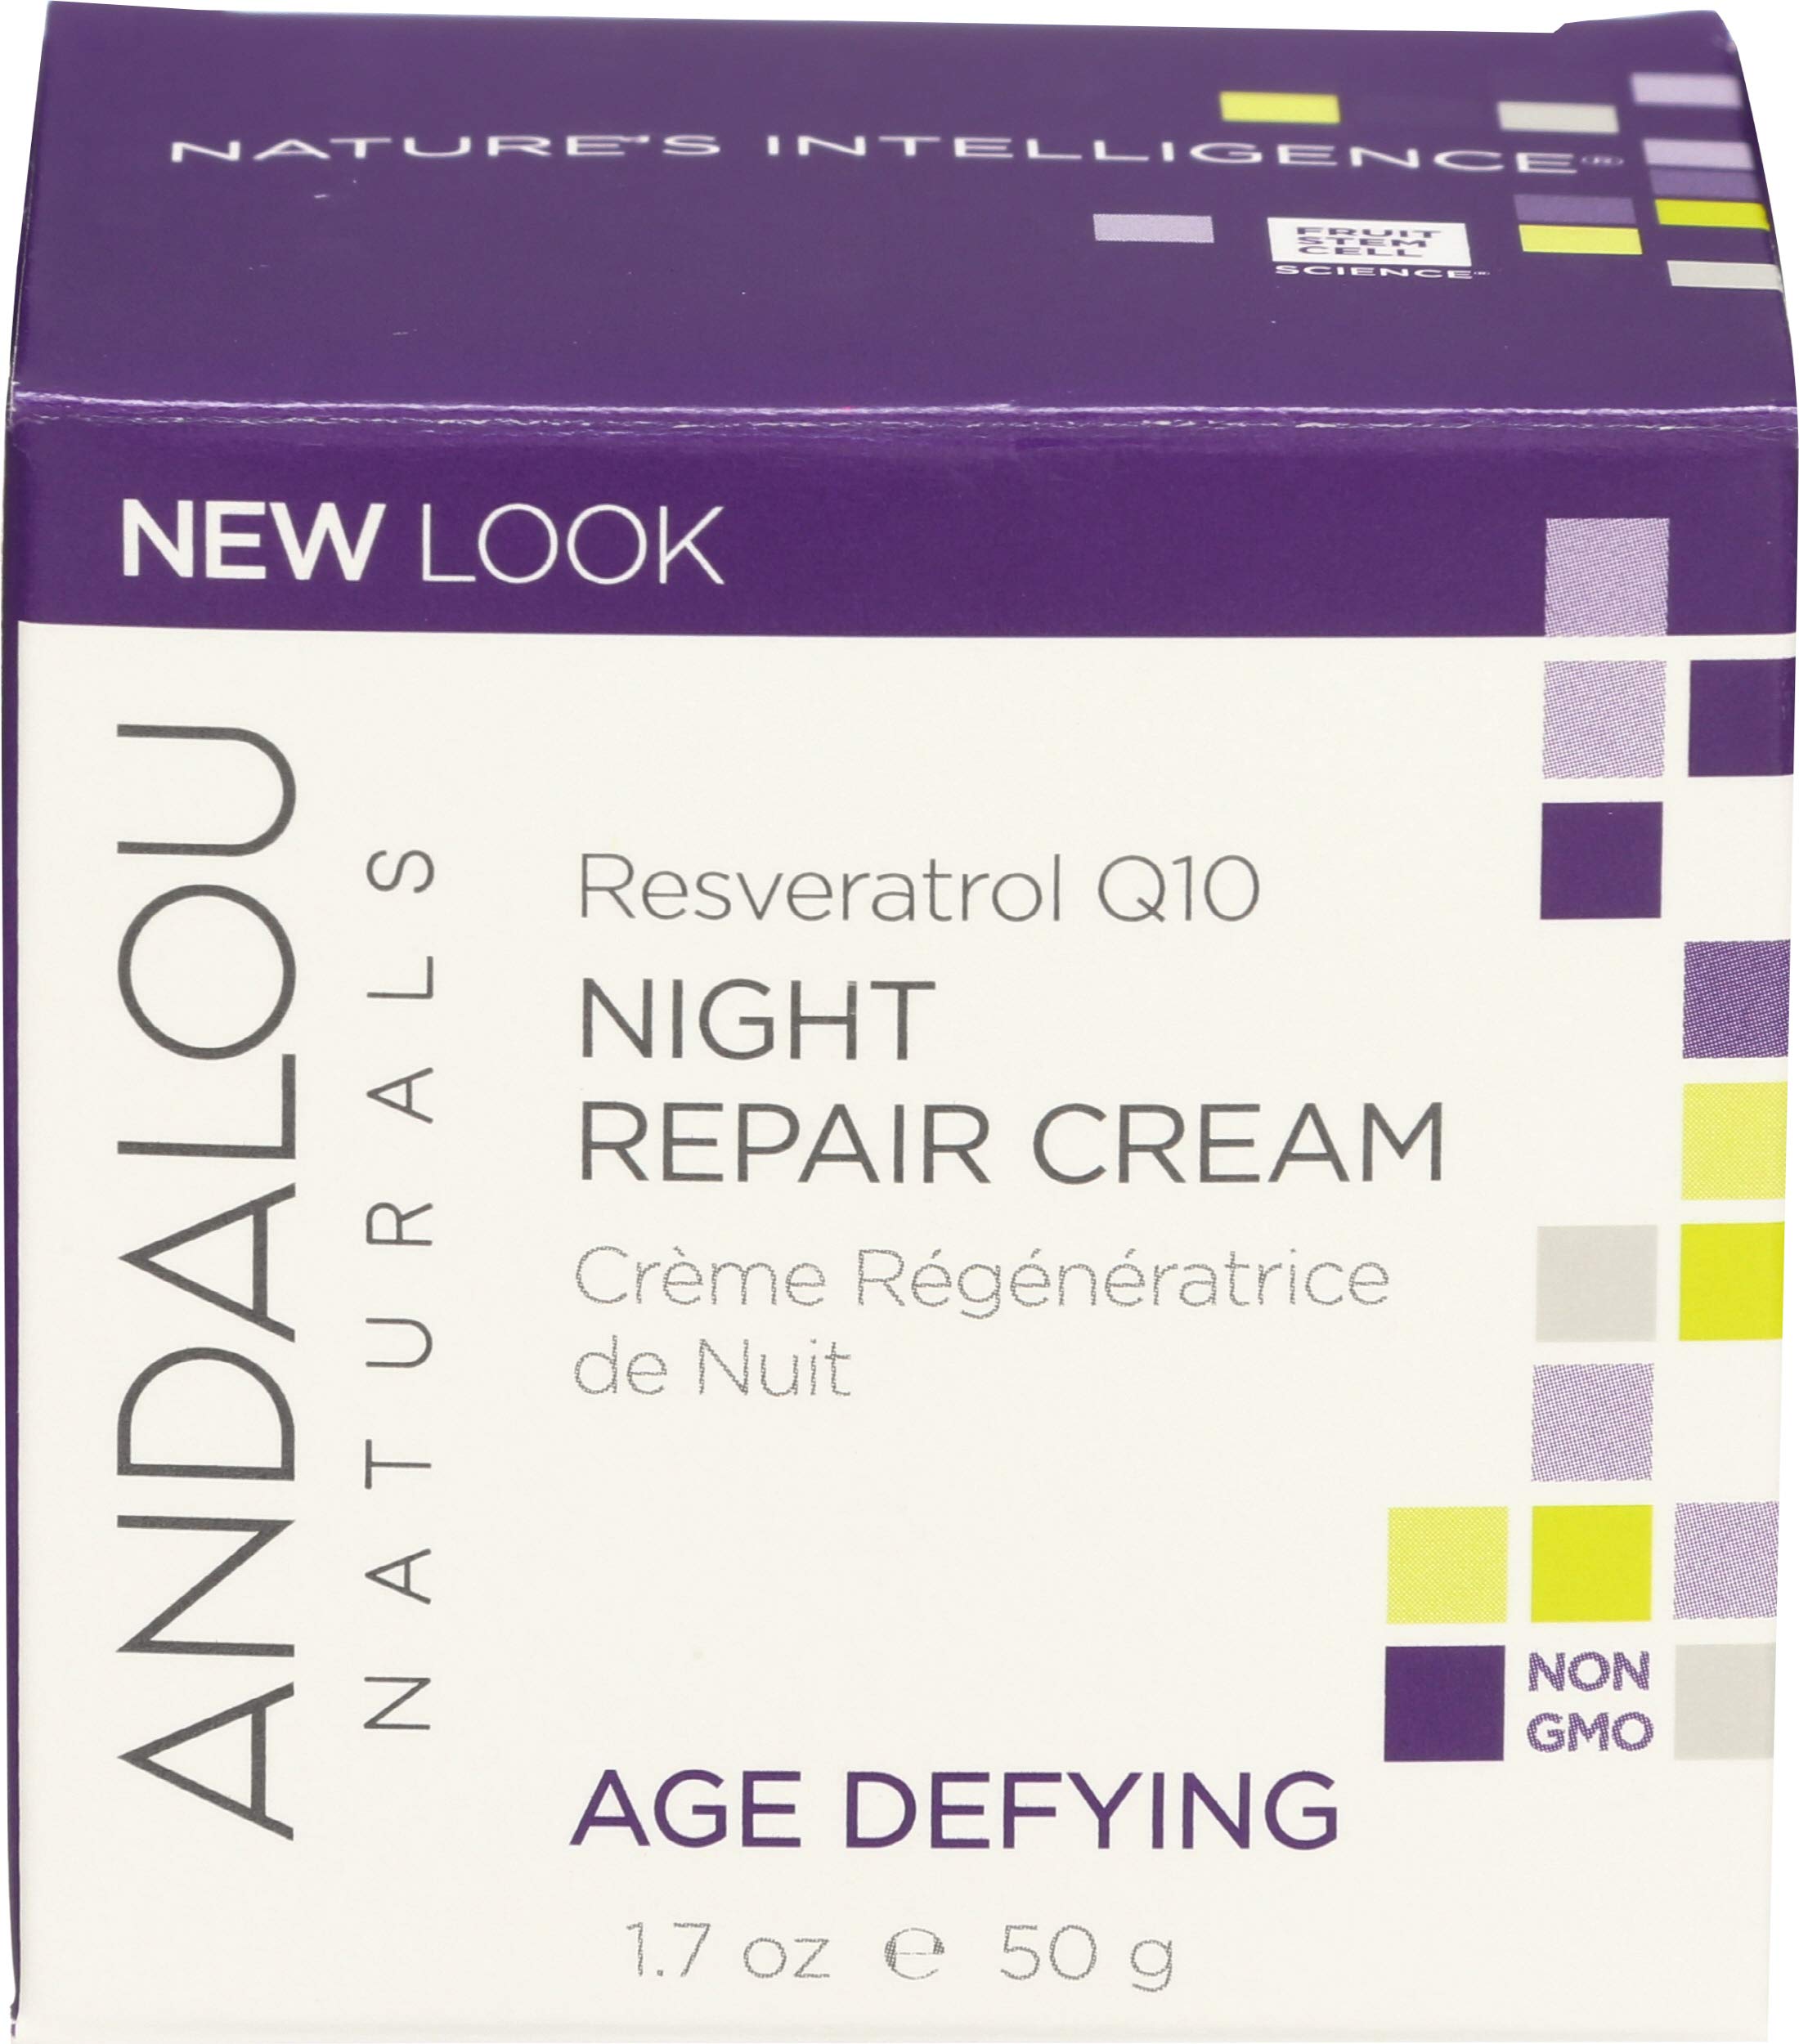 NATURE'S INTELLIGENCE®
FRUIT
STEM
CELL
SCIENCE®
NEW LOOK
ANDALOU
NATURALS
Resveratrol Q10
NIGHT
REPAIR CREAM
Crème Régénératrice
de Nuit
NON
GMO
AGE DEFYING
1.7 oz ℮ 50 g